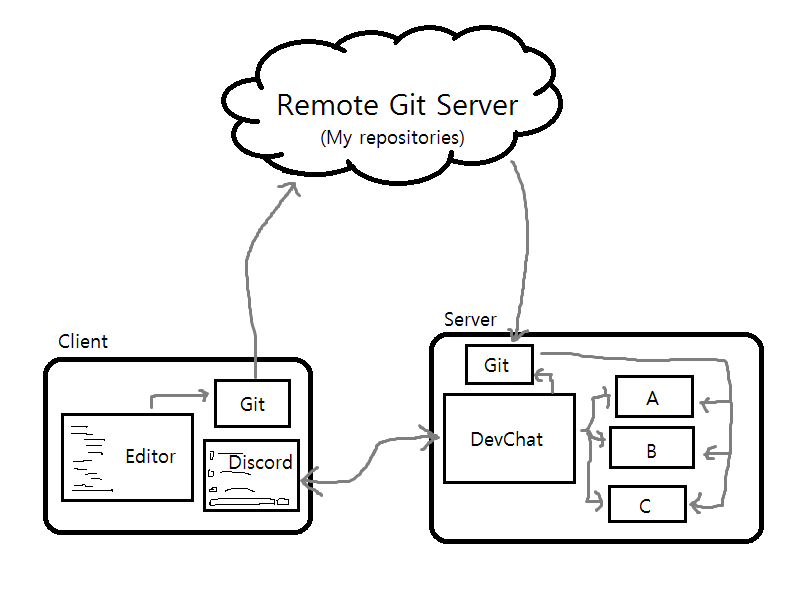 Remote Git Server
(My repositories)
Client
Git
Editor
Discord
Server
Git
DevChat
A
B
C